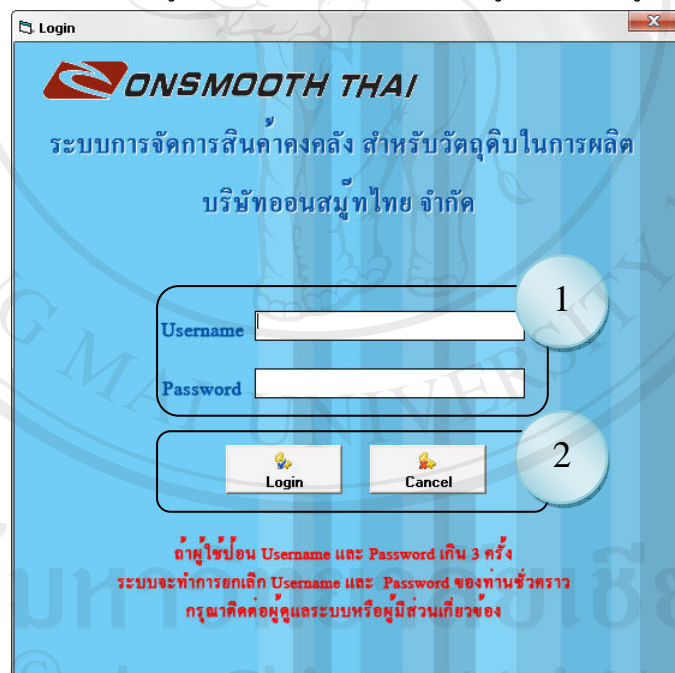 Login
ONSMOOTH THAI
ระบบการจัดการสินค้าคงคลัง สำหรับวัตถุดิบในการผลิต
บริษัทออนสมู๊ทไทย จำกัด
1
Username
Password
2
Login Cancel
ถ้าผู้ใช้ป้อน Username และ Password เกิน 3 ครั้ง
ระบบจะทำการยกเลิก Username และ Password ของท่านชั่วคราว
กรุณาติดต่อผู้ดูแลระบบหรือผู้มีส่วนเกี่ยวข้อง